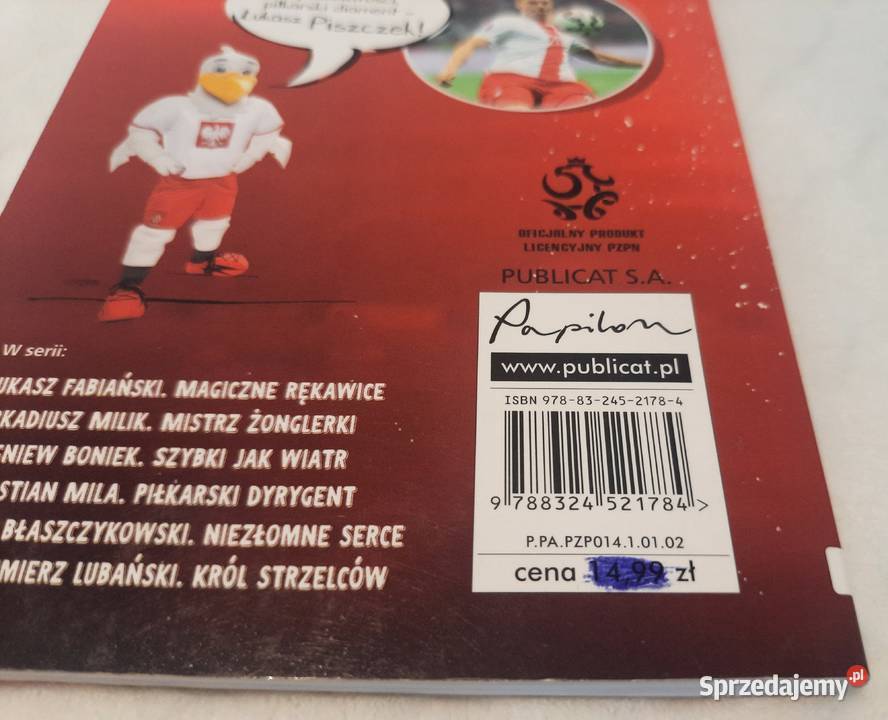 piłkarski diament -
Łukasz Piszczek!
OFICJALNY PRODUKT
LICENCYJNY PZPN
PUBLICAT S.A.
Papilon
www.publicat.pl
ISBN 978-83-245-2178-4
9 788324 521784 >
P.PA.PZP014.1.01.02
cena 14,99 zł
W serii:
UKASZ FABIAŃSKI. MAGICZNE RĘKAWICE
KADIUSZ MILIK. MISTRZ ŻONGLERKI
NIEW BONIEK. SZYBKI JAK WIATR
STIAN MILA. PIŁKARSKI DYRYGENT
BŁASZCZYKOWSKI. NIEZŁOMNE SERCE
MIERZ LUBAŃSKI. KRÓL STRZELCÓW
Sprzedajemy.pl